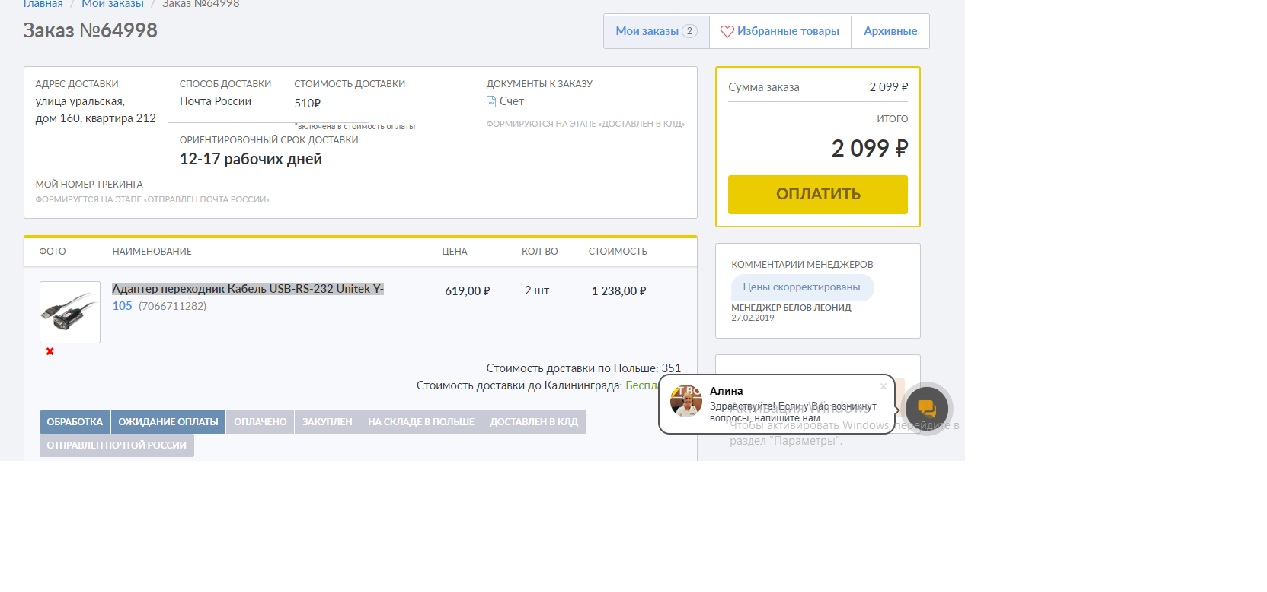 Главная / Мои заказы / Заказ №64998
Заказ №64998
Мои заказы 2
Избранные товары
Архивные
АДРЕС ДОСТАВКИ
улица уральская,
дом 160, квартира 212
СПОСОБ ДОСТАВКИ
Почта России
СТОИМОСТЬ ДОСТАВКИ
510₽
*включена в стоимость оплаты
ОРИЕНТИРОВОЧНЫЙ СРОК ДОСТАВКИ
12-17 рабочих дней
ДОКУМЕНТЫ К ЗАКАЗУ
Счет
ФОРМИРУЮТСЯ НА ЭТАПЕ «ДОСТАВЛЕН В КЛД»
МОЙ НОМЕР ТРЕКИНГА
ФОРМИРУЕТСЯ НА ЭТАПЕ «ОТПРАВЛЕН ПОЧТА РОССИИ»
Сумма заказа 2 099 ₽
ИТОГО
2 099 ₽
ОПЛАТИТЬ
ФОТО НАИМЕНОВАНИЕ ЦЕНА КОЛ-ВО СТОИМОСТЬ
Адаптер переходник Кабель USB-RS-232 Unitek Y-
105 (7066711282)
619,00 ₽ 2 шт 1 238,00 ₽
Стоимость доставки по Польше: 351
Стоимость доставки до Калининграда: Беспл
ОБРАБОТКА ОЖИДАНИЕ ОПЛАТЫ ОПЛАЧЕНО ЗАКУПЛЕН НА СКЛАДЕ В ПОЛЬШЕ ДОСТАВЛЕН В КЛД
ОТПРАВЛЕН ПОЧТОЙ РОССИИ
КОММЕНТАРИИ МЕНЕДЖЕРОВ
Цены скорректированы
МЕНЕДЖЕР БЕЛОВ ЛЕОНИД
27.02.2019
Алина
Здравствуйте! Если у Вас возникнут
вопросы, напишите нам
Активация Windows
Чтобы активировать Windows, перейдите в
раздел "Параметры".